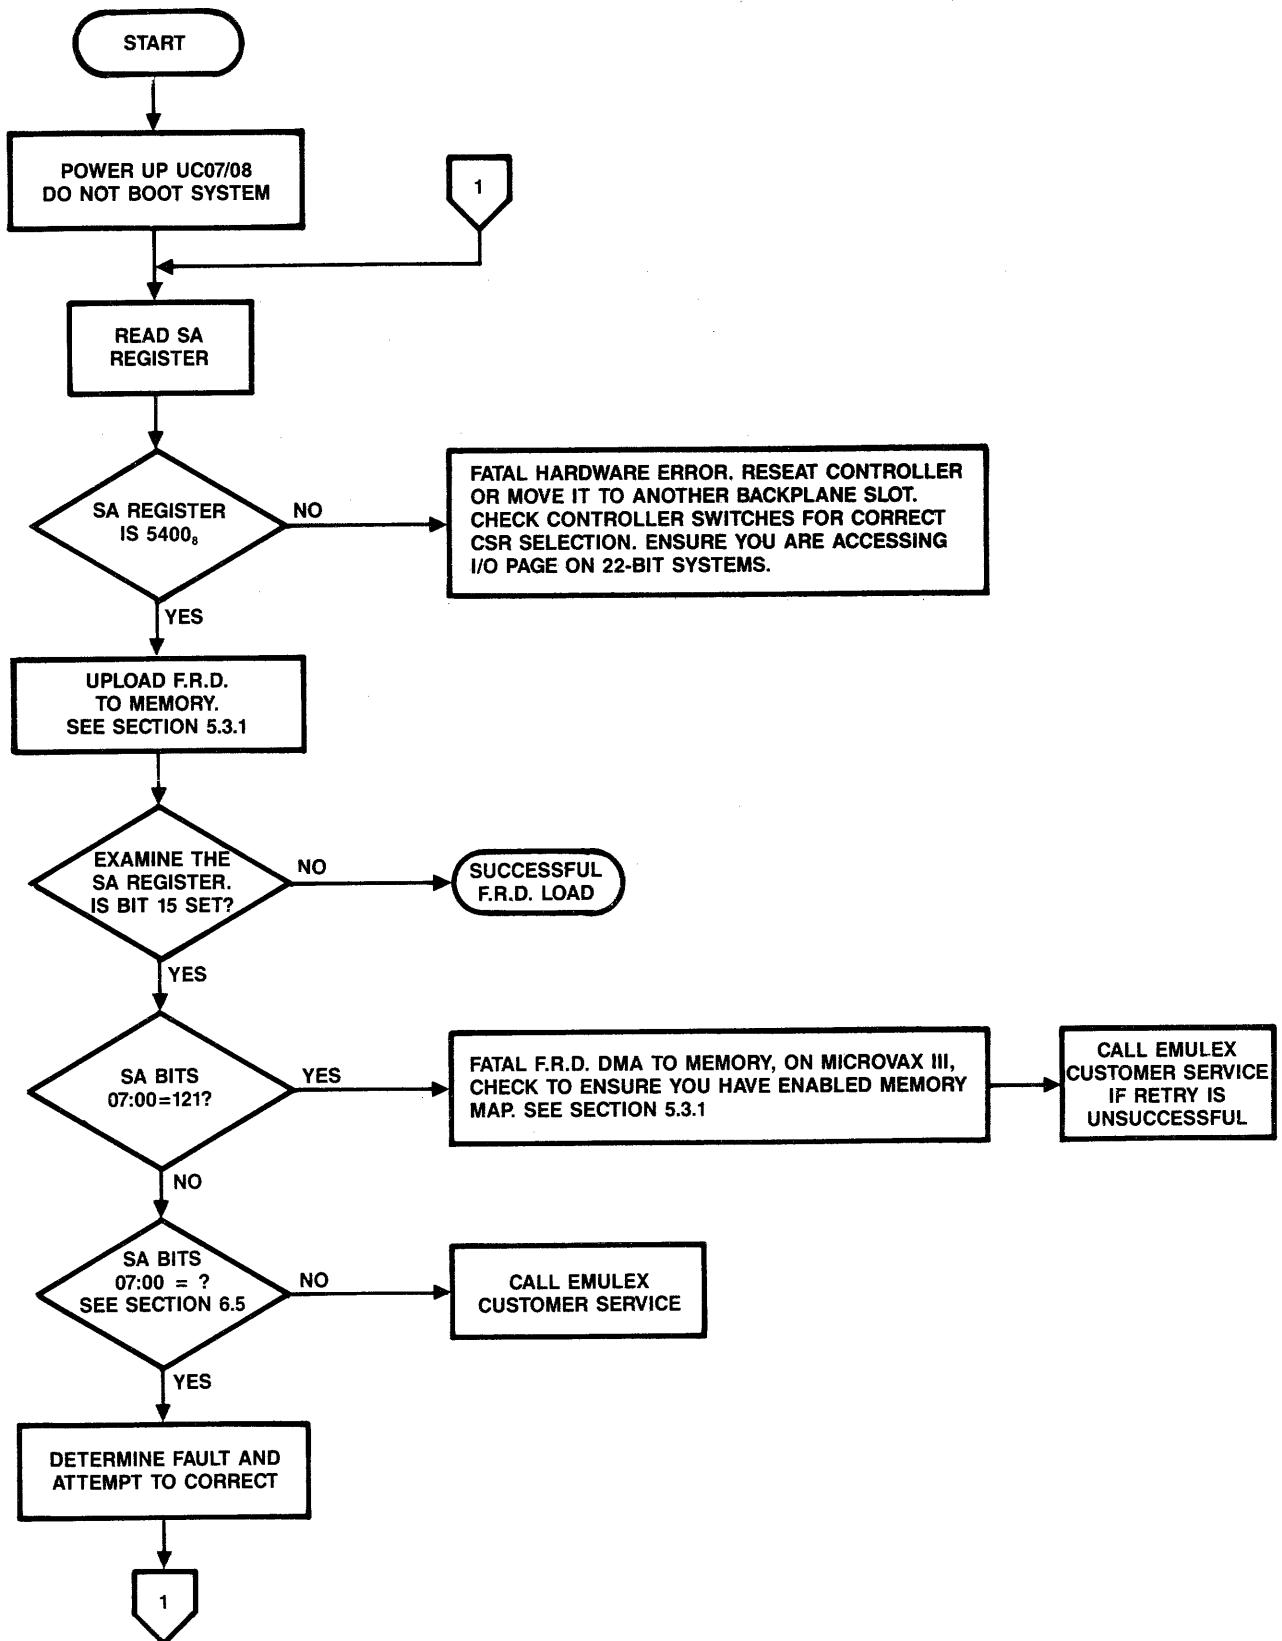 START
POWER UP UC07/08
DO NOT BOOT SYSTEM
1
READ SA
REGISTER
SA REGISTER
IS 5400₈
NO
FATAL HARDWARE ERROR. RESEAT CONTROLLER
OR MOVE IT TO ANOTHER BACKPLANE SLOT.
CHECK CONTROLLER SWITCHES FOR CORRECT
CSR SELECTION. ENSURE YOU ARE ACCESSING
I/O PAGE ON 22-BIT SYSTEMS.
YES
UPLOAD F.R.D.
TO MEMORY.
SEE SECTION 5.3.1
EXAMINE THE
SA REGISTER.
IS BIT 15 SET?
NO
SUCCESSFUL
F.R.D. LOAD
YES
SA BITS
07:00=121?
YES
FATAL F.R.D. DMA TO MEMORY, ON MICROVAX III,
CHECK TO ENSURE YOU HAVE ENABLED MEMORY
MAP. SEE SECTION 5.3.1
CALL EMULEX
CUSTOMER SERVICE
IF RETRY IS
UNSUCCESSFUL
NO
SA BITS
07:00 = ?
SEE SECTION 6.5
NO
CALL EMULEX
CUSTOMER SERVICE
YES
DETERMINE FAULT AND
ATTEMPT TO CORRECT
1